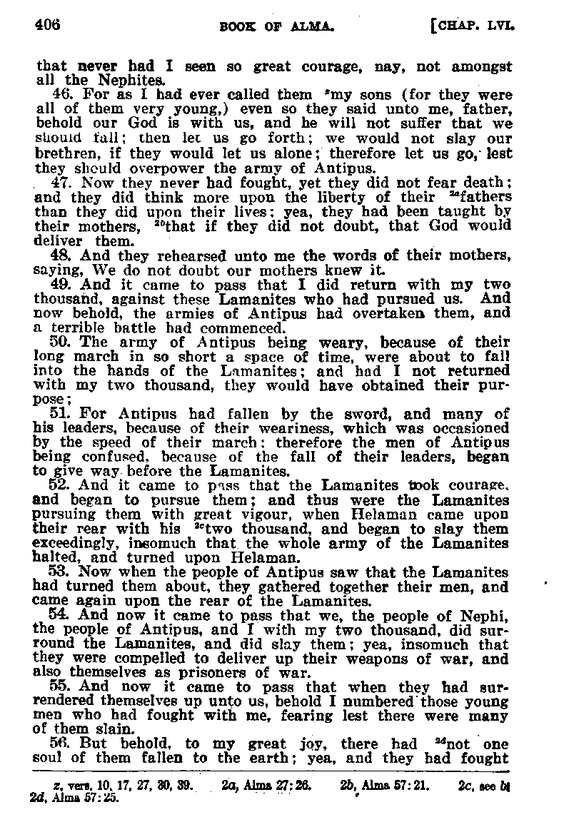 406 BOOK OF ALMA. [CHAP. LVI.
that never had I seen so great courage, nay, not amongst
all the Nephites.
46. For as I had ever called them ᶻmy sons (for they were
all of them very young,) even so they said unto me, father,
behold our God is with us, and he will not suffer that we
should fall; then let us go forth; we would not slay our
brethren, if they would let us alone; therefore let us go, lest
they should overpower the army of Antipus.
47. Now they never had fought, yet they did not fear death;
and they did think more upon the liberty of their ²ᵃfathers
than they did upon their lives; yea, they had been taught by
their mothers, ²ᵇthat if they did not doubt, that God would
deliver them.
48. And they rehearsed unto me the words of their mothers,
saying, We do not doubt our mothers knew it.
49. And it came to pass that I did return with my two
thousand, against these Lamanites who had pursued us. And
now behold, the armies of Antipus had overtaken them, and
a terrible battle had commenced.
50. The army of Antipus being weary, because of their
long march in so short a space of time, were about to fall
into the hands of the Lamanites; and had I not returned
with my two thousand, they would have obtained their pur-
pose;
51. For Antipus had fallen by the sword, and many of
his leaders, because of their weariness, which was occasioned
by the speed of their march: therefore the men of Antipus
being confused, because of the fall of their leaders, began
to give way before the Lamanites.
52. And it came to pass that the Lamanites took courage,
and began to pursue them; and thus were the Lamanites
pursuing them with great vigour, when Helaman came upon
their rear with his ²ᶜtwo thousand, and began to slay them
exceedingly, insomuch that the whole army of the Lamanites
halted, and turned upon Helaman.
53. Now when the people of Antipus saw that the Lamanites
had turned them about, they gathered together their men, and
came again upon the rear of the Lamanites.
54. And now it came to pass that we, the people of Nephi,
the people of Antipus, and I with my two thousand, did sur-
round the Lamanites, and did slay them; yea, insomuch that
they were compelled to deliver up their weapons of war, and
also themselves as prisoners of war.
55. And now it came to pass that when they had sur-
rendered themselves up unto us, behold I numbered those young
men who had fought with me, fearing lest there were many
of them slain.
56. But behold, to my great joy, there had ²ᵈnot one
soul of them fallen to the earth; yea, and they had fought
z, vers. 10, 17, 27, 30, 39. 2a, Alma 27:26. 2b, Alma 57:21. 2c, see
2d, Alma 57:25.